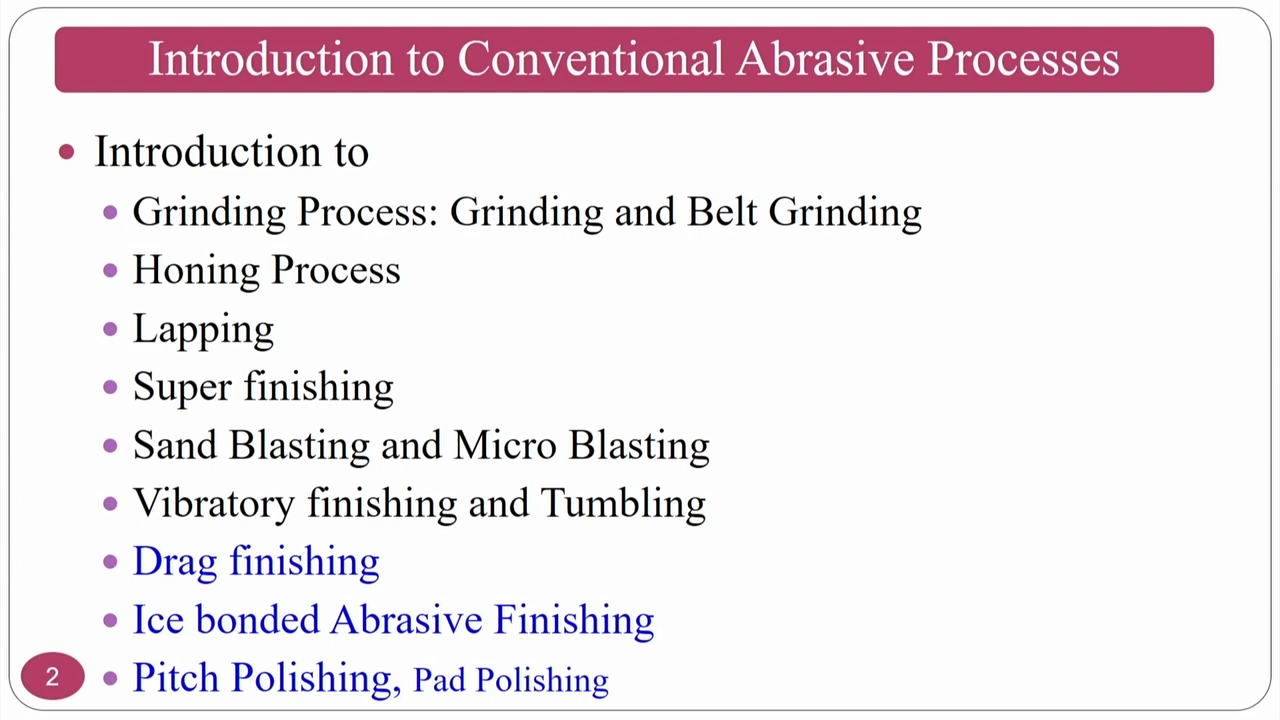 Introduction to Conventional Abrasive Processes
Introduction to
Grinding Process: Grinding and Belt Grinding
Honing Process
Lapping
Super finishing
Sand Blasting and Micro Blasting
Vibratory finishing and Tumbling
Drag finishing
Ice bonded Abrasive Finishing
Pitch Polishing, Pad Polishing
2